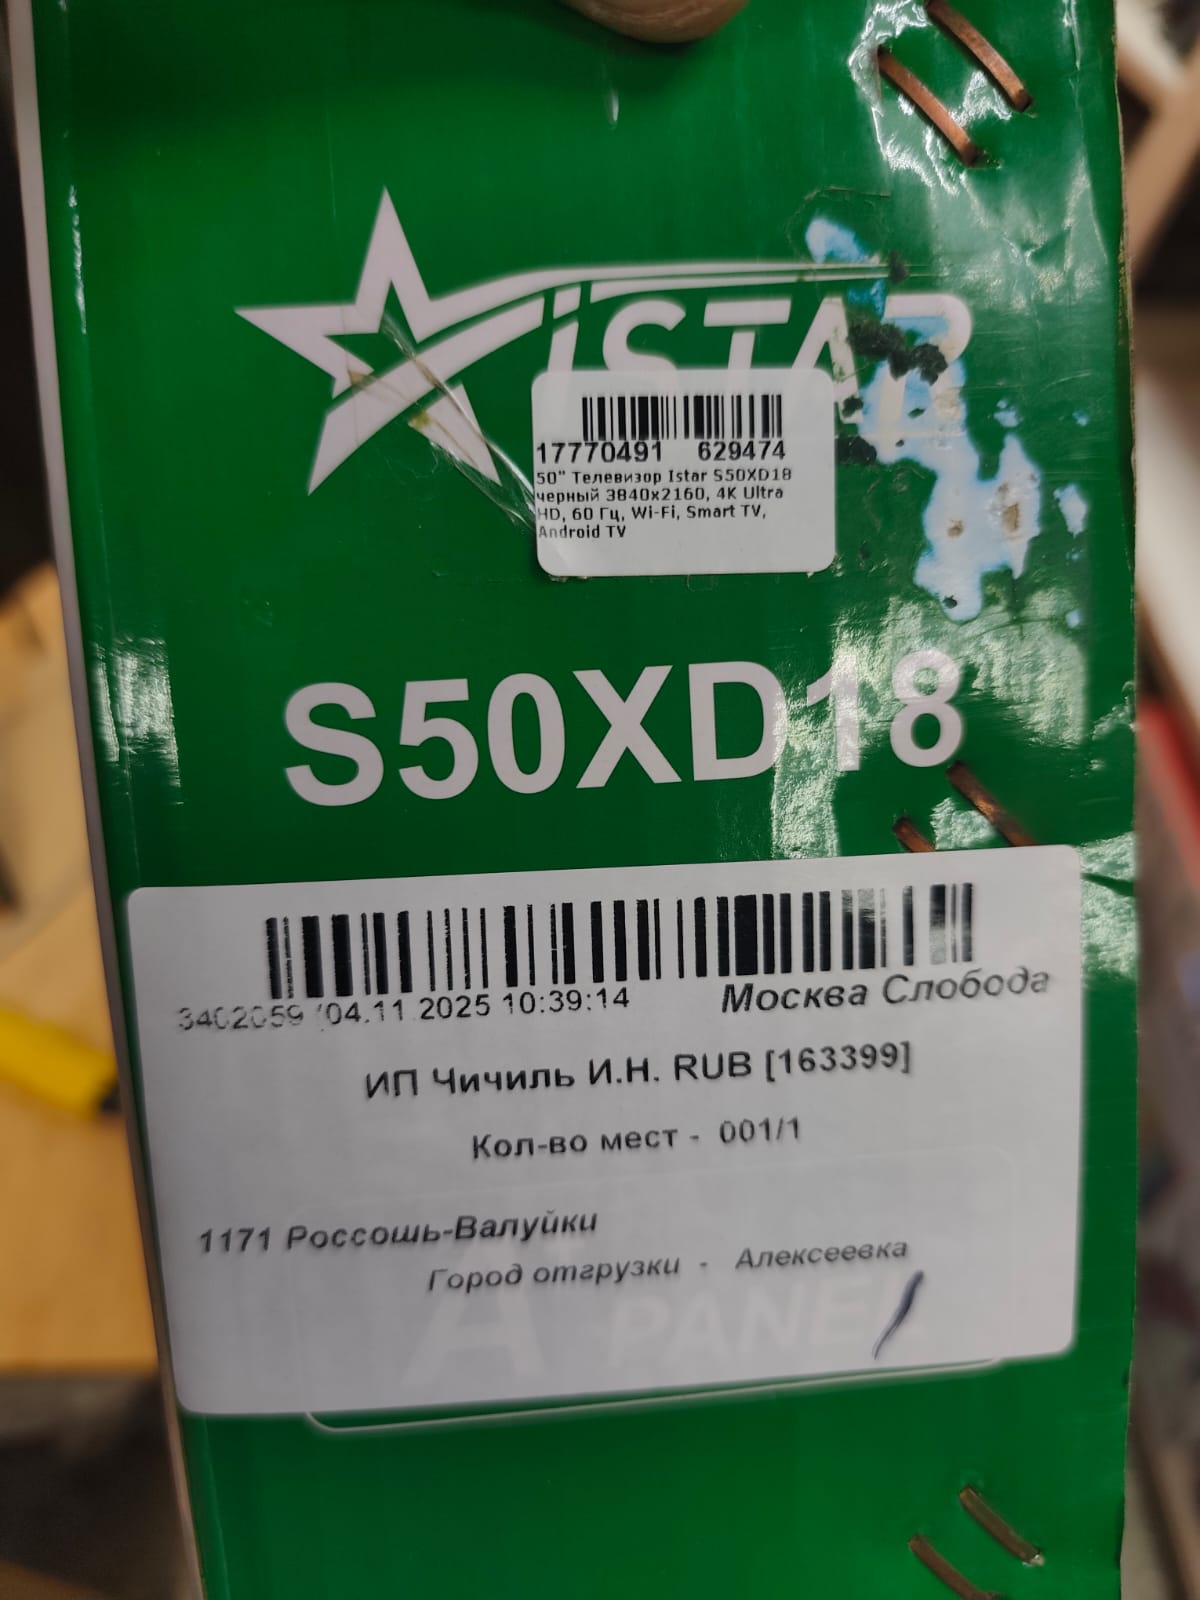 iSTAR
17770491 629474
50" Телевизор Istar S50XD18
черный 3840x2160, 4K Ultra
HD, 60 Гц, Wi-Fi, Smart TV,
Android TV
S50XD18
3402059 /04.11.2025 10:39:14 Москва Слобода
ИП Чичиль И.Н. RUB [163399]
Кол-во мест - 001/1
1171 Россошь-Валуйки
Город отгрузки - Алексеевка
A+ PANEL